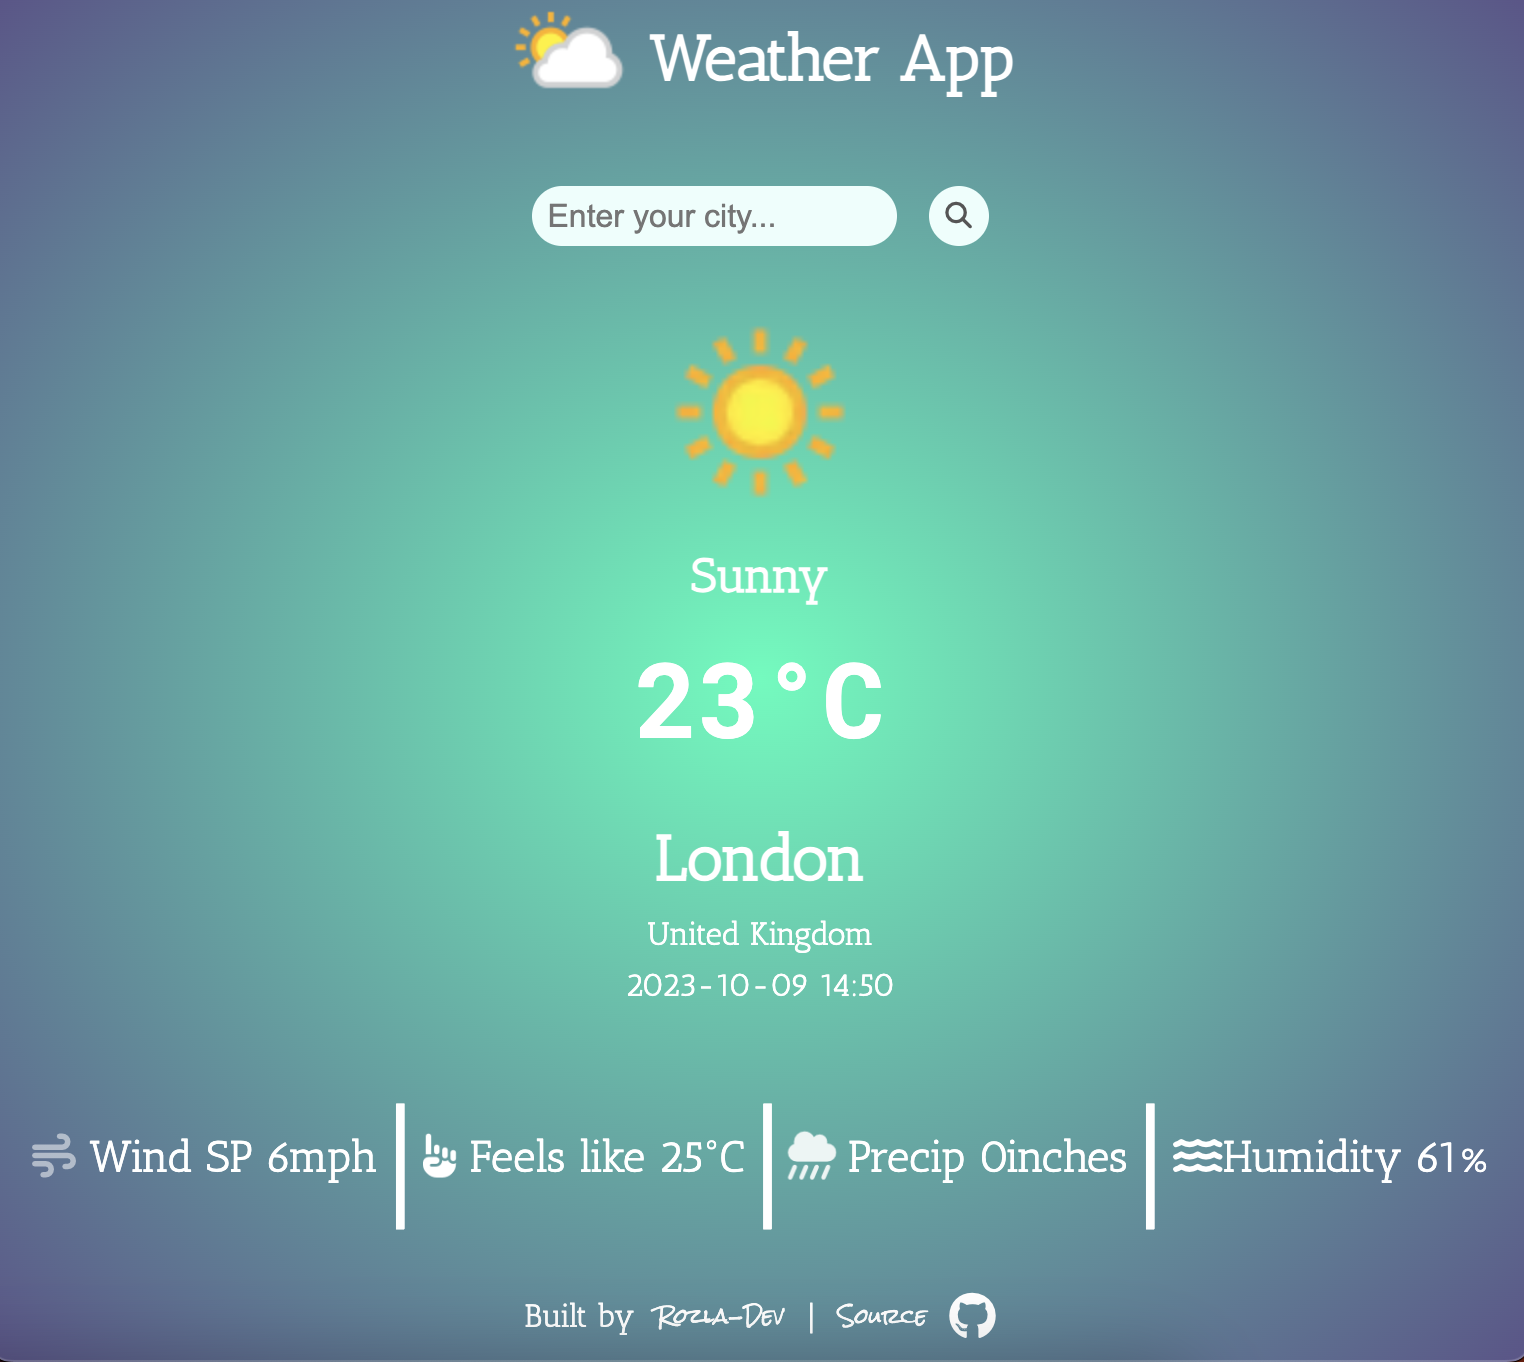 Weather App
Enter your city...
Sunny
23°C
London
United Kingdom
2023-10-09 14:50
Wind SP 6mph
Feels like 25°C
Precip 0inches
Humidity 61%
Built by Rozla-Dev | Source